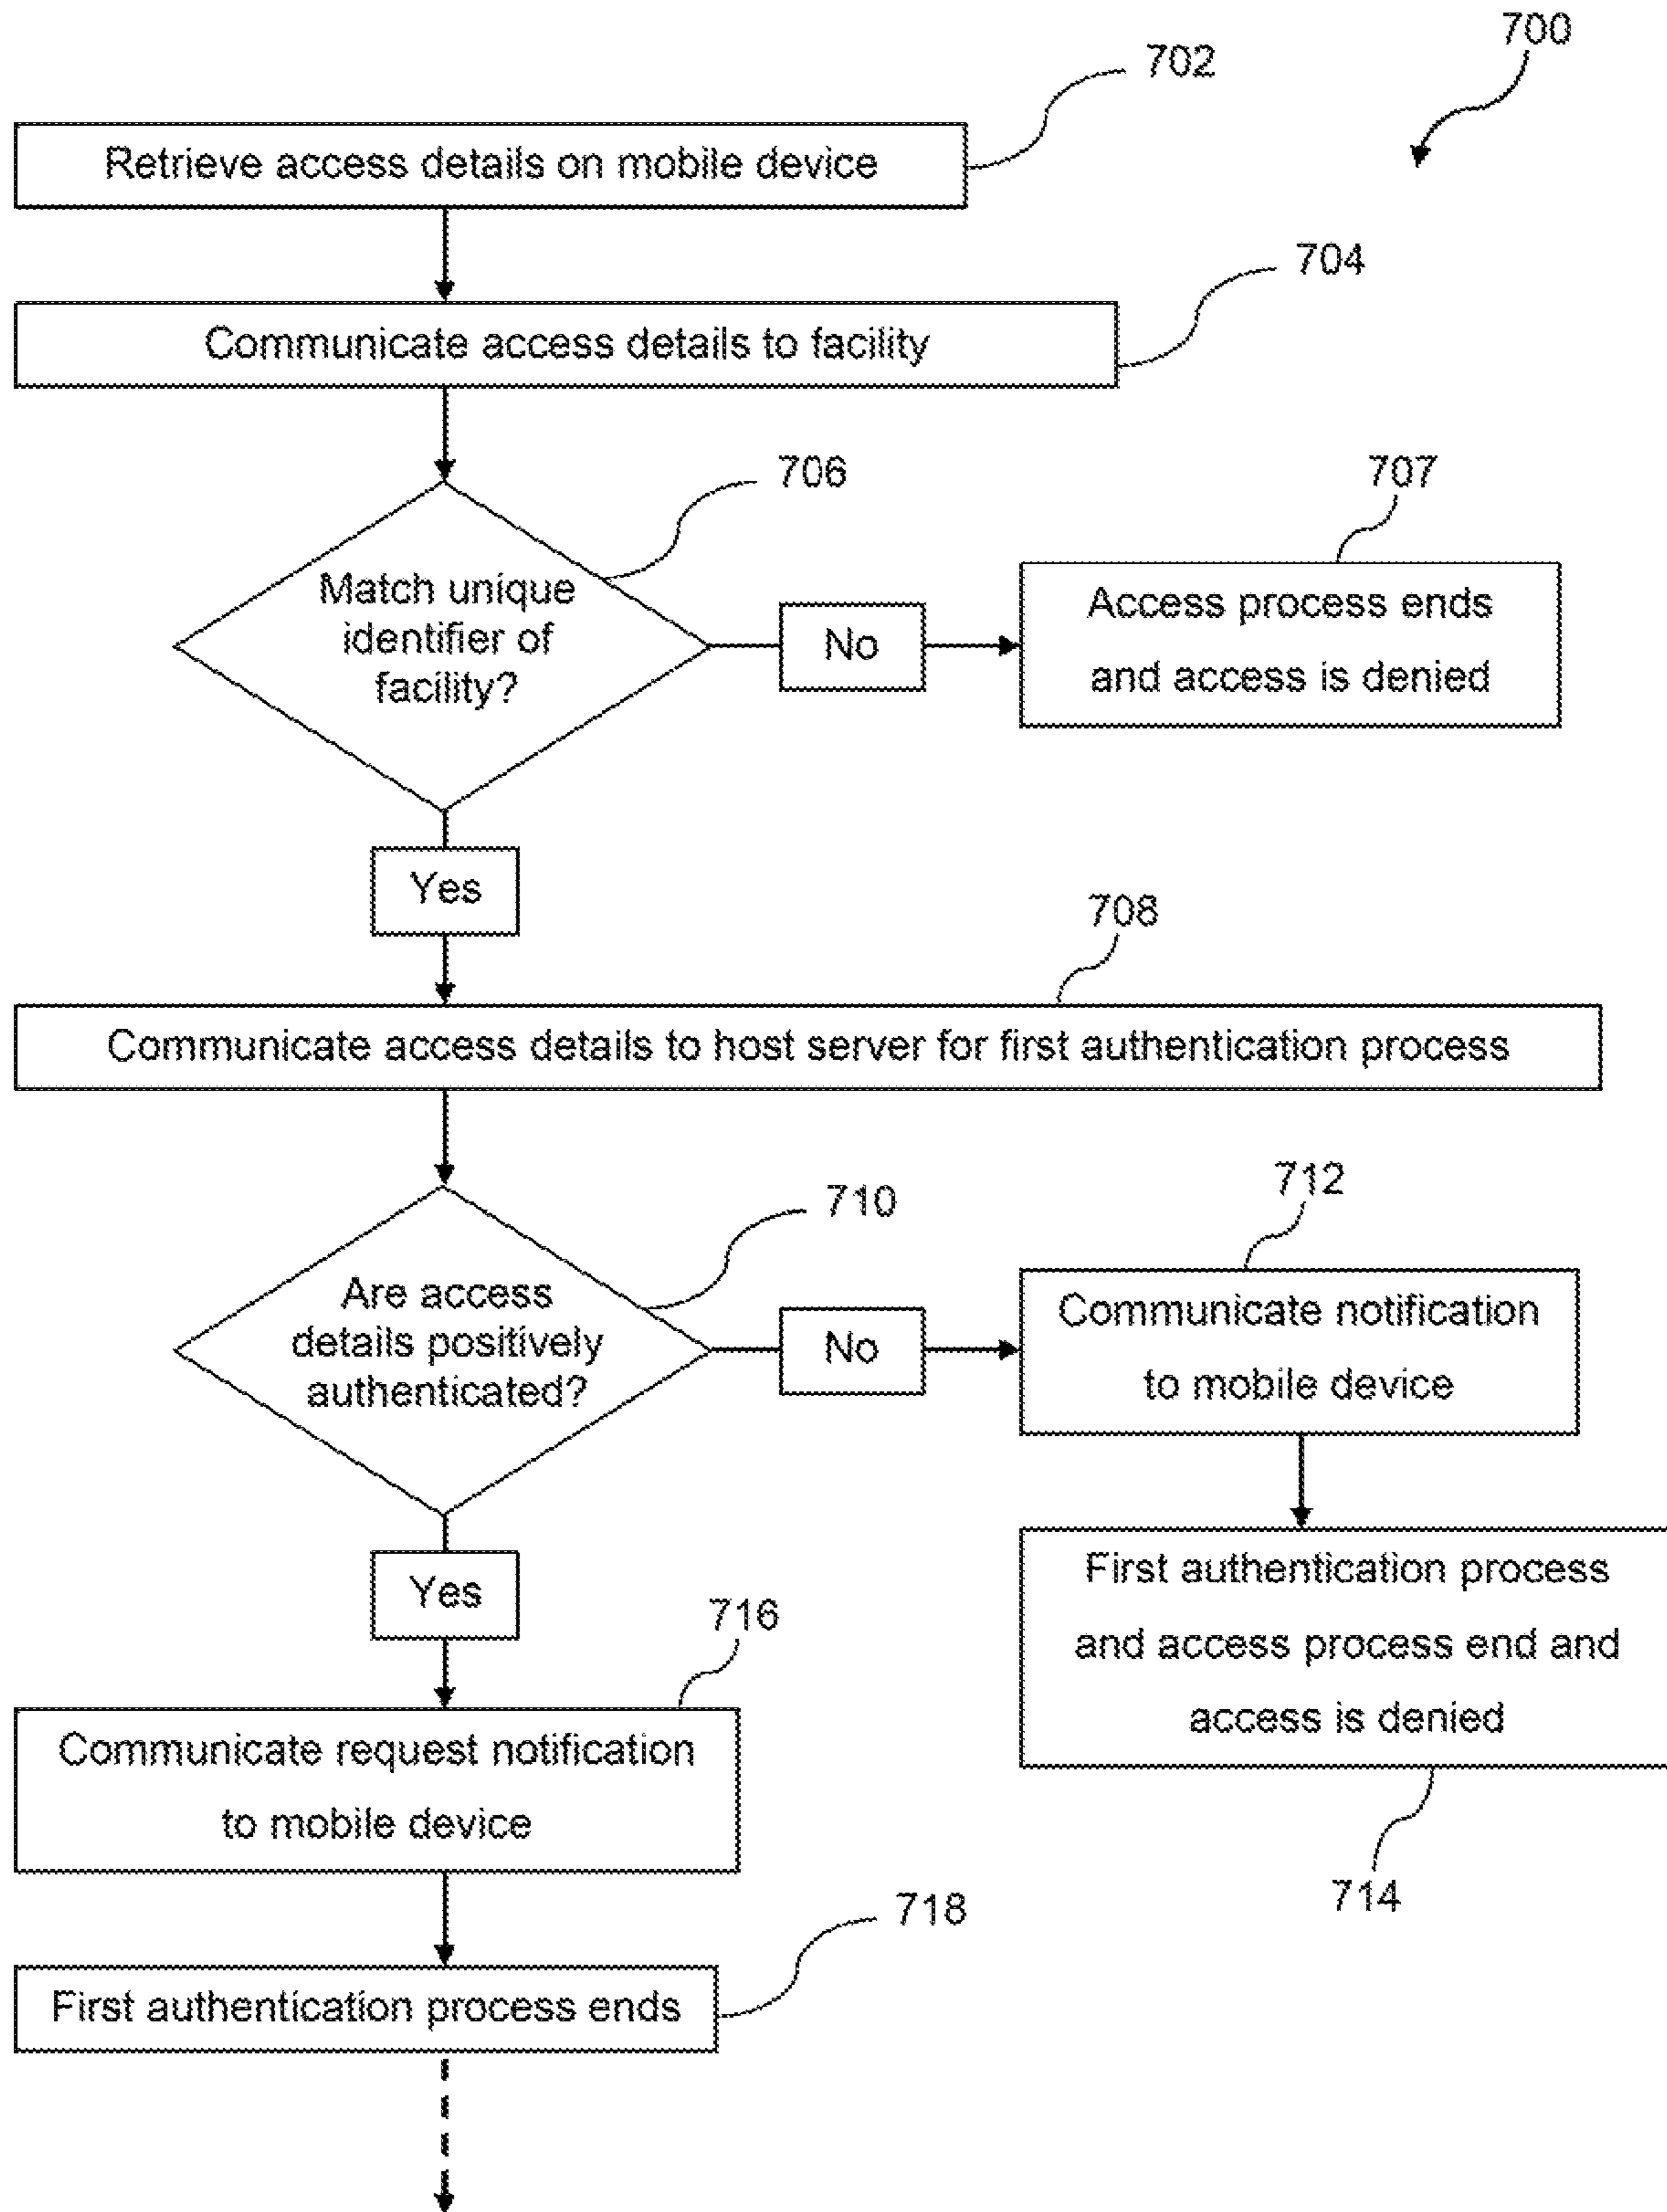 700
702
Retrieve access details on mobile device
704
Communicate access details to facility
706
707
Match unique
identifier of
facility?
No
Access process ends
and access is denied
Yes
708
Communicate access details to host server for first authentication process
710
712
Are access
details positively
authenticated?
No
Communicate notification
to mobile device
Yes
First authentication process
and access process end and
access is denied
714
716
Communicate request notification
to mobile device
718
First authentication process ends